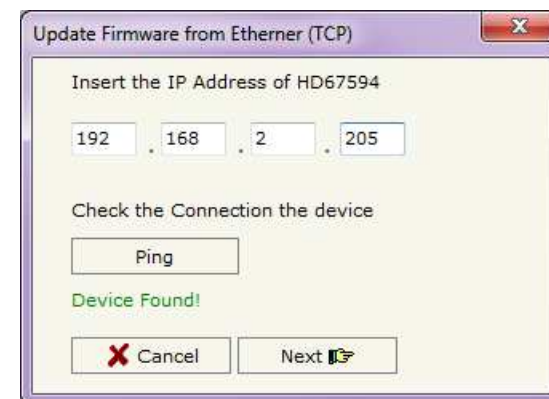 Update Firmware from Etherner (TCP)
Insert the IP Address of HD67594
192 . 168 . 2 . 205
Check the Connection the device
Ping
Device Found!
Cancel Next